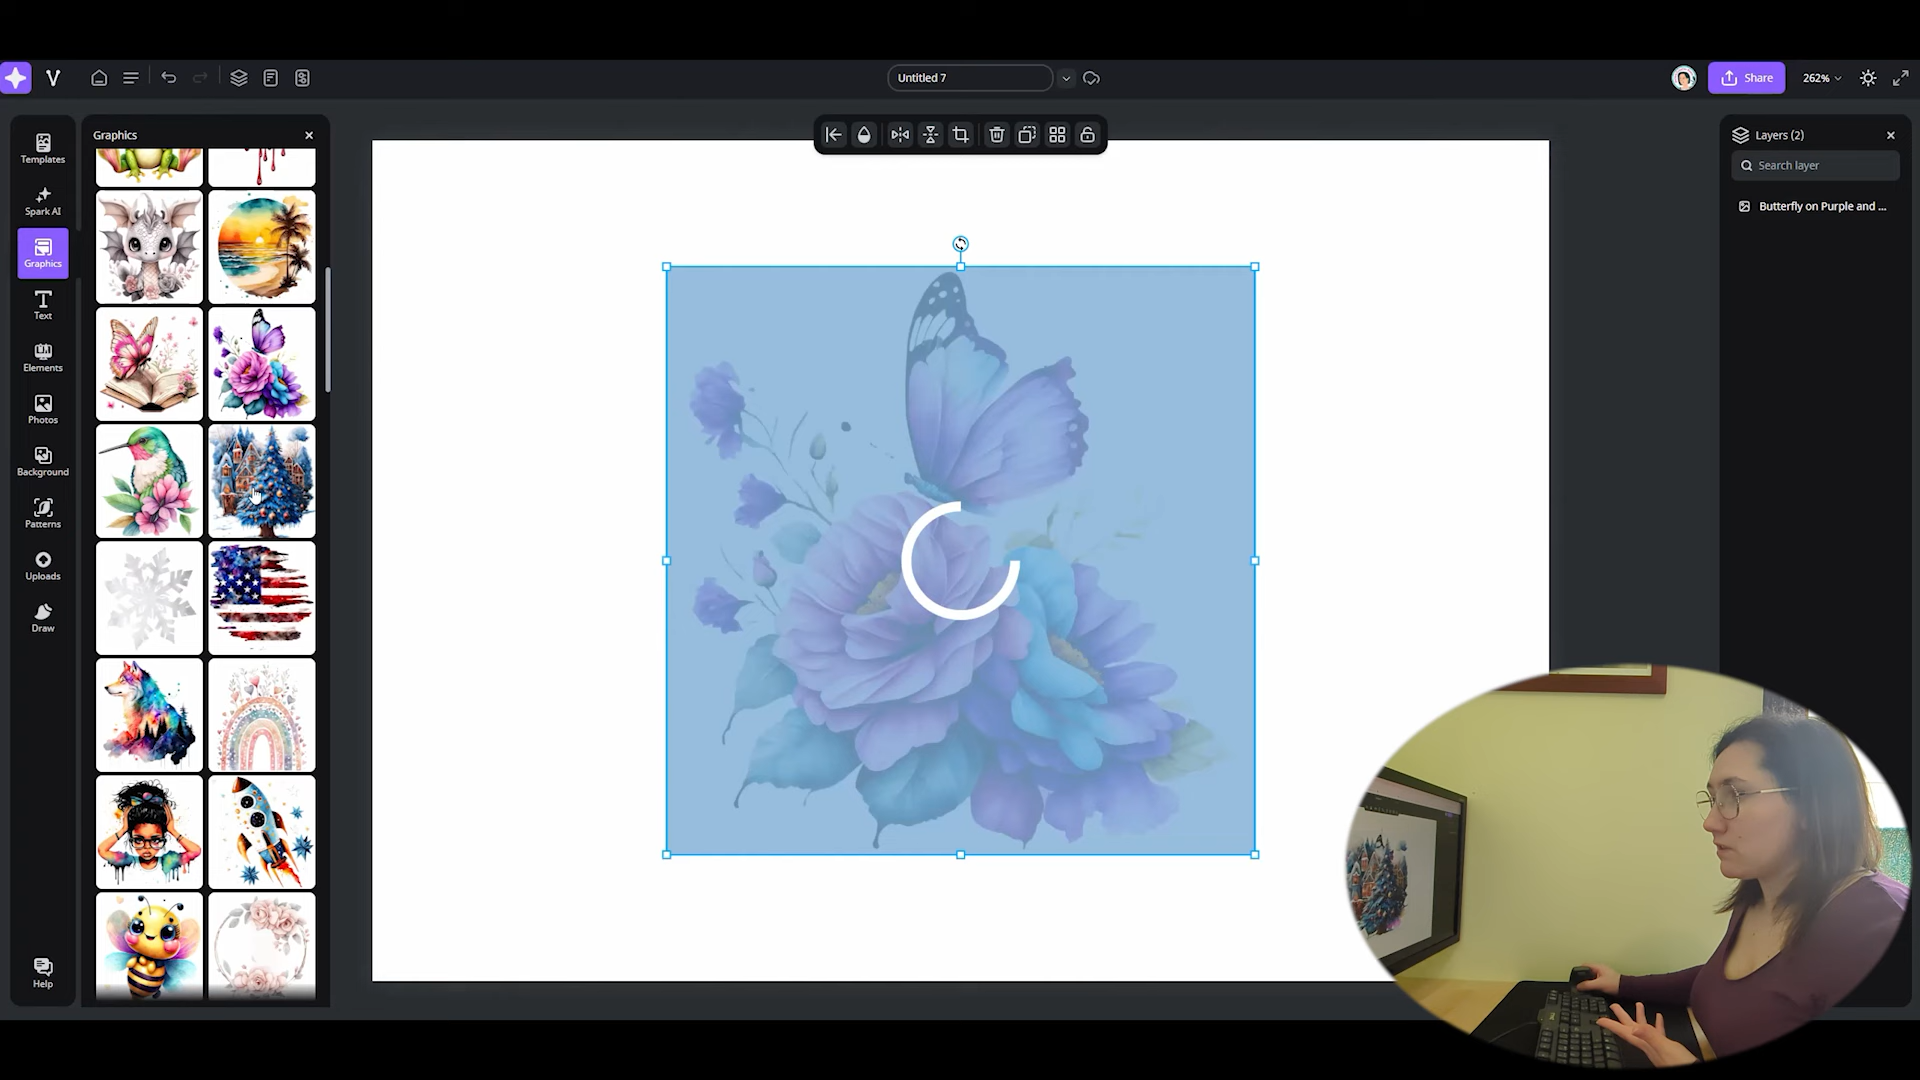 Untitled 7
Share
262%
Templates
Spark AI
Graphics
Text
Elements
Photos
Background
Patterns
Uploads
Draw
Help
Graphics
Layers (2)
Search layer
Butterfly on Purple and ...